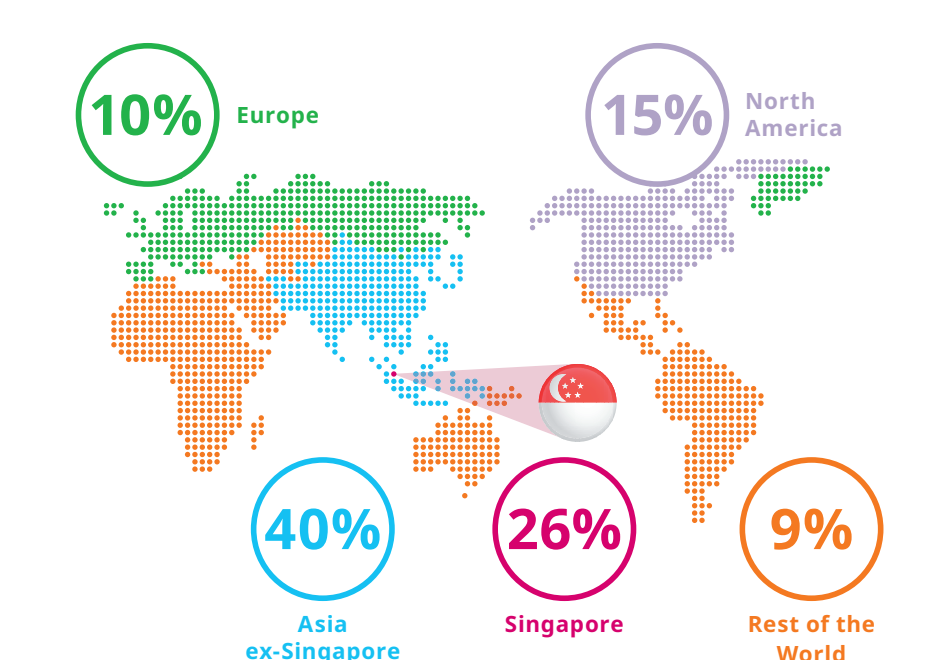 10%
Europe
15%
North
America
40%
Asia
ex-Singapore
26%
Singapore
9%
Rest of the
World